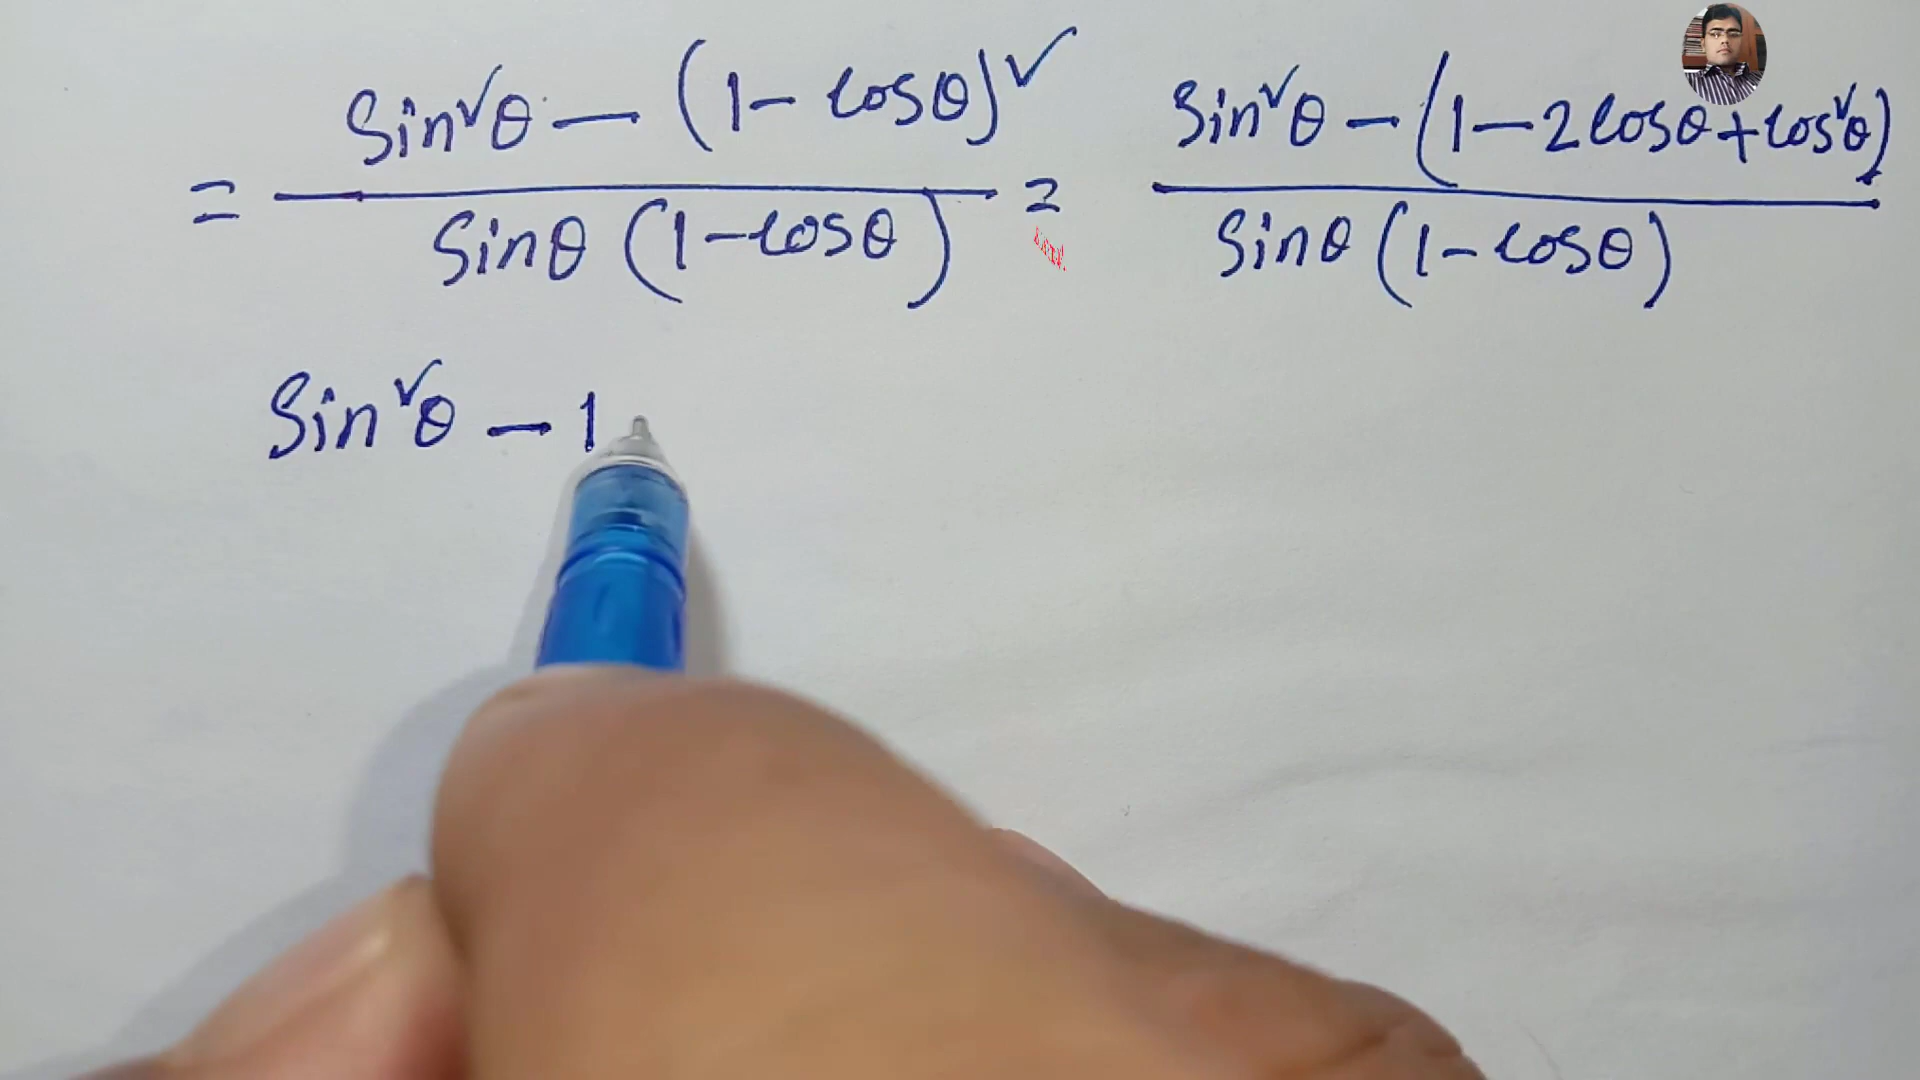 = sin²θ − (1 − cosθ)² / sinθ (1 − cosθ) = sin²θ − (1 − 2cosθ + cos²θ) / sinθ (1 − cosθ)
sin²θ − 1